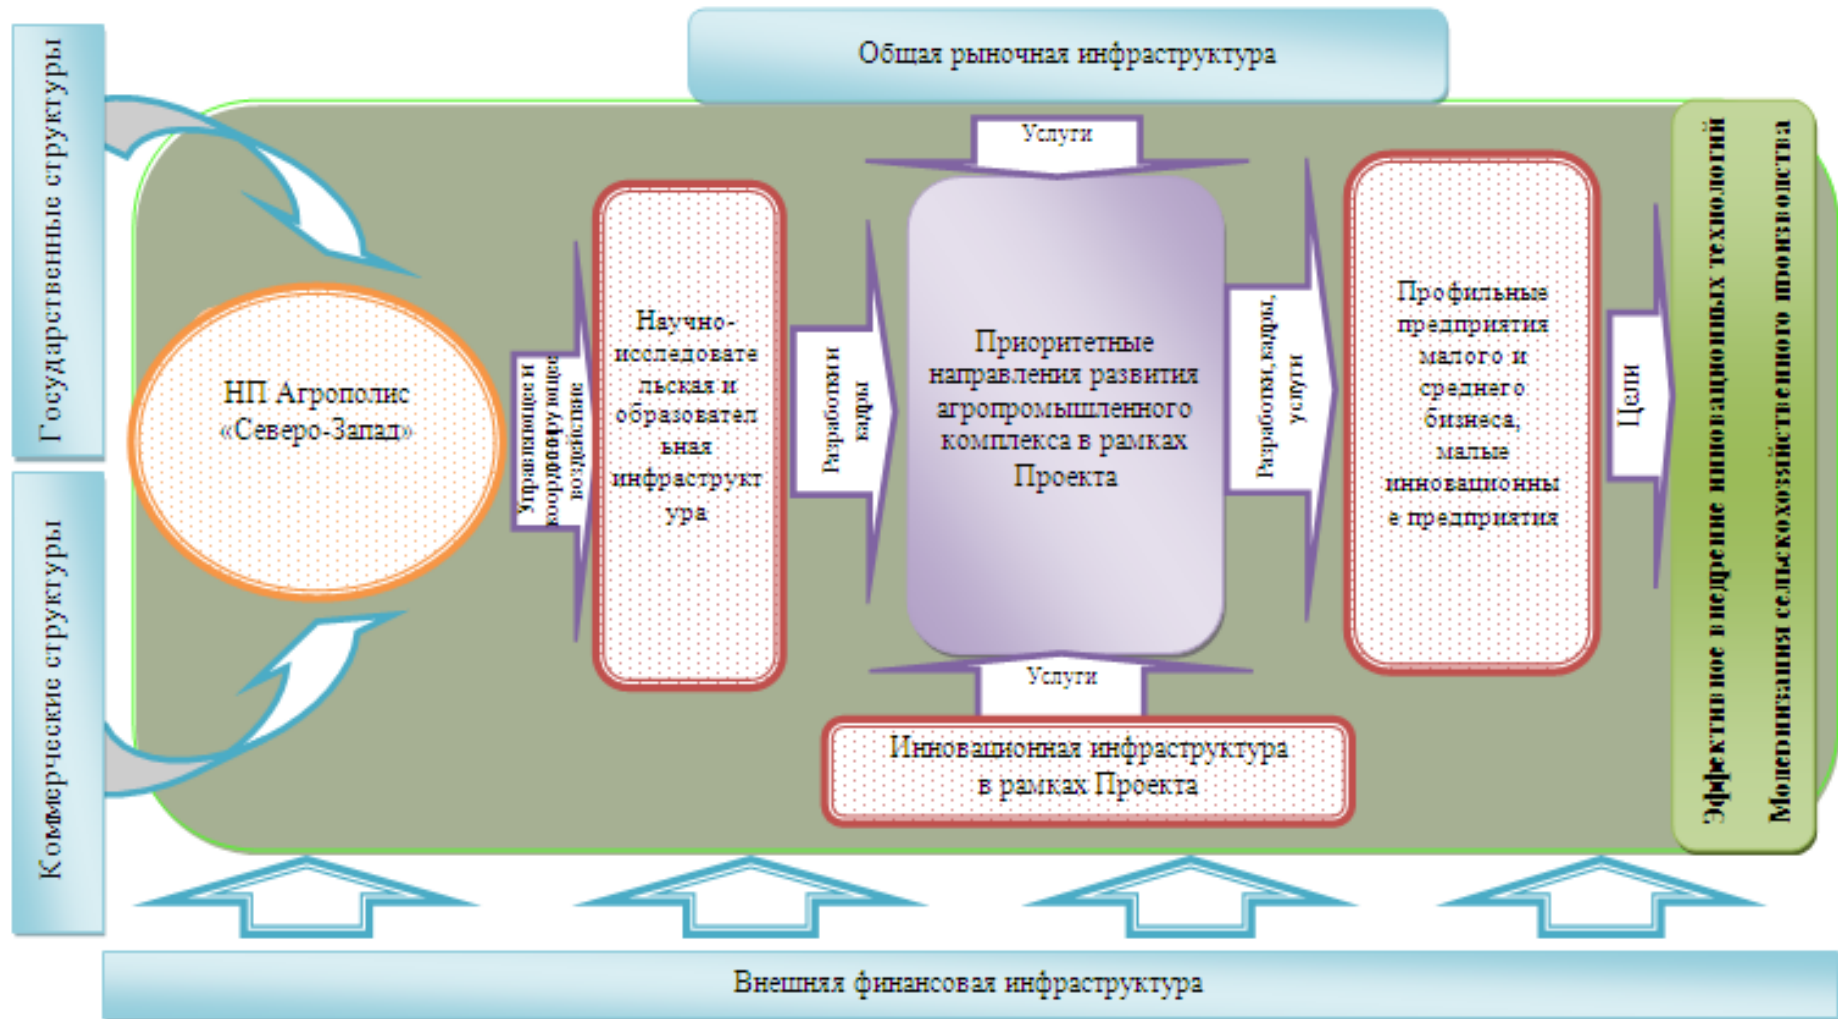 Общая рыночная инфраструктура
Государственные структуры
Коммерческие структуры
НП Агрополис
«Северо-Запад»
Управляющее и
координирующее
воздействие
Научно-
исследовате
льская и
образовател
ьная
инфраструкт
ура
Разработки и
кадры
Услуги
Приоритетные
направления развития
агропромышленного
комплекса в рамках
Проекта
Услуги
Инновационная инфраструктура
в рамках Проекта
Разработки, кадры,
услуги
Профильные
предприятия
малого и
среднего
бизнеса,
малые
инновационны
е предприятия
Цели
Эффективное внедрение инновационных технологий
Модернизация сельскохозяйственного производства
Внешняя финансовая инфраструктура